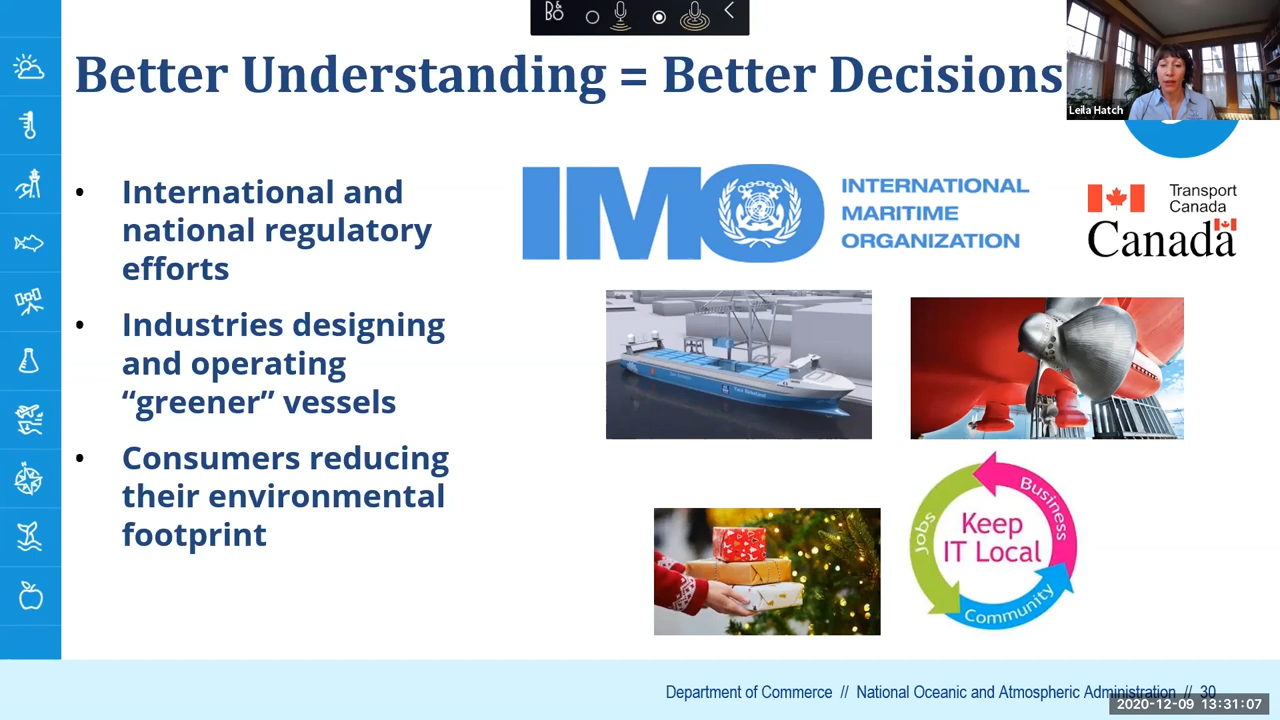 Better Understanding = Better Decisions
Leila Hatch
• International and
national regulatory
efforts
• Industries designing
and operating
“greener” vessels
• Consumers reducing
their environmental
footprint
IMO
INTERNATIONAL
MARITIME
ORGANIZATION
Transport
Canada
Canada
Jobs
Business
Keep
IT Local
Community
Department of Commerce // National Oceanic and Atmospheric Administration // 30
2020-12-09 13:31:07